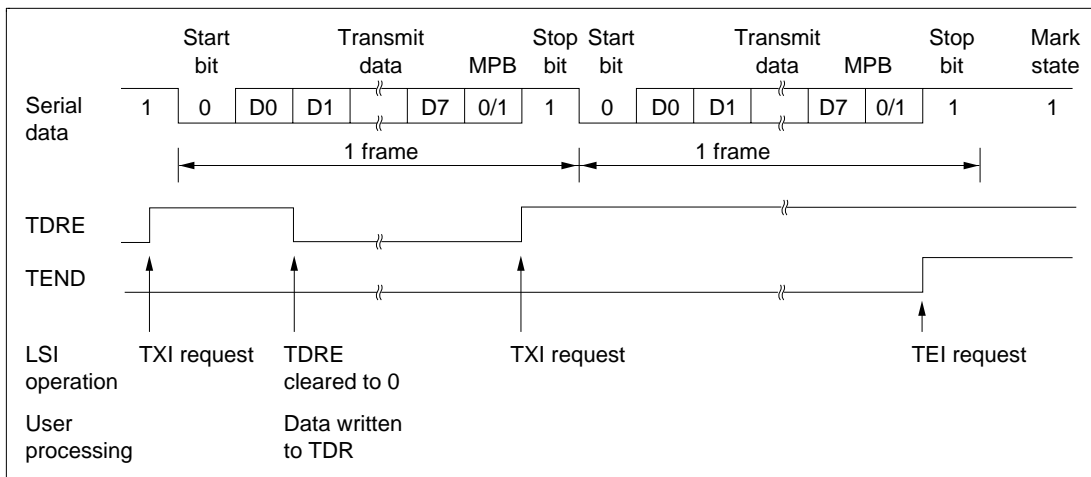 Start bit Transmit data MPB Stop bit Start bit Transmit data MPB Stop bit Mark state
Serial data 1 0 D0 D1 D7 0/1 1 0 D0 D1 D7 0/1 1 1
1 frame 1 frame
TDRE
TEND
LSI operation TXI request TDRE cleared to 0 TXI request TEI request
User processing Data written to TDR